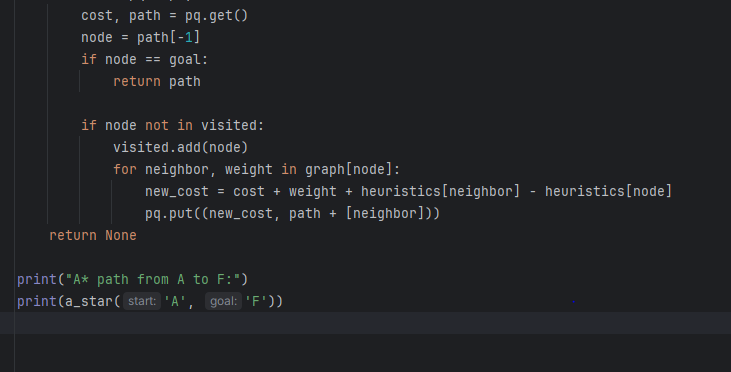 cost, path = pq.get()
node = path[-1]
if node == goal:
return path
if node not in visited:
visited.add(node)
for neighbor, weight in graph[node]:
new_cost = cost + weight + heuristics[neighbor] - heuristics[node]
pq.put((new_cost, path + [neighbor]))
return None
print("A* path from A to F:")
print(a_star( start: 'A', goal: 'F'))